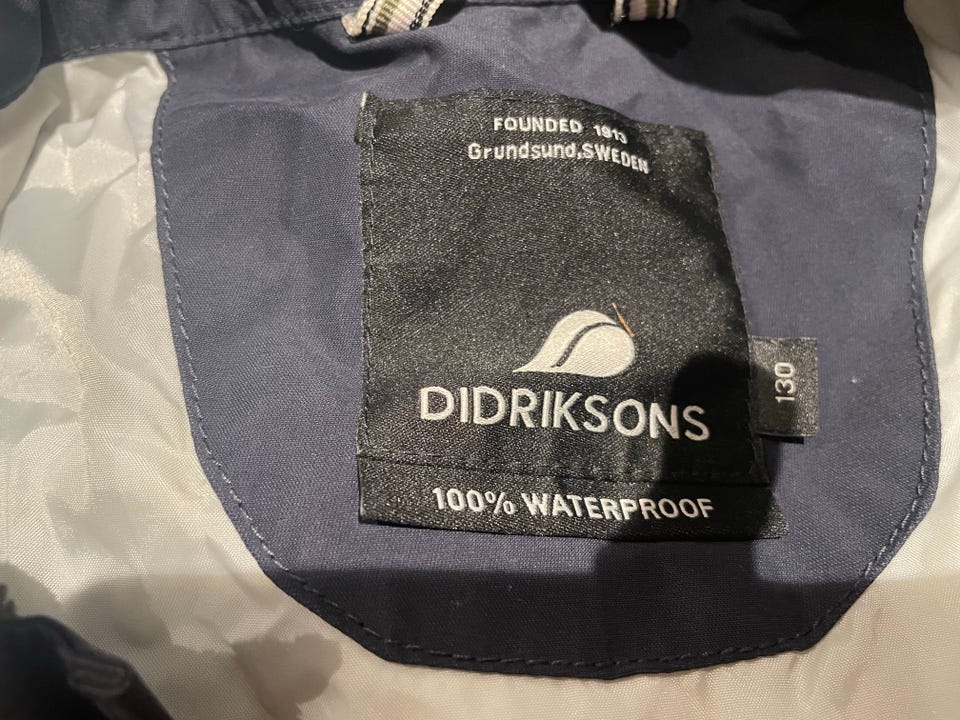 FOUNDED 1913
Grundsund,SWEDEN
DIDRIKSONS
130
100% WATERPROOF